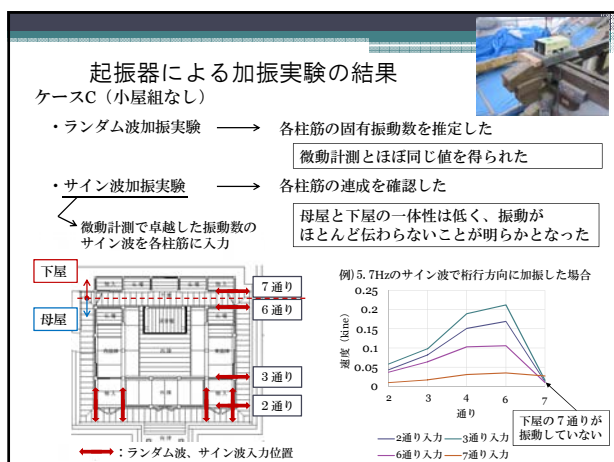 起振器による加振実験の結果
ケースC（小屋組なし）
・ランダム波加振実験
各柱筋の固有振動数を推定した
微動計測とほぼ同じ値を得られた
・サイン波加振実験
各柱筋の連成を確認した
微動計測で卓越した振動数の
サイン波を各柱筋に入力
母屋と下屋の一体性は低く、振動が
ほとんど伝わらないことが明らかとなった
下屋
母屋
7通り
6通り
3通り
2通り
：ランダム波、サイン波入力位置
例) 5.7Hzのサイン波で桁行方向に加振した場合
速度 (kine)
0.25
0.2
0.15
0.1
0.05
0
2 3 4 6 7
通り
下屋の７通りが
振動していない
2通り入力 3通り入力
6通り入力 7通り入力